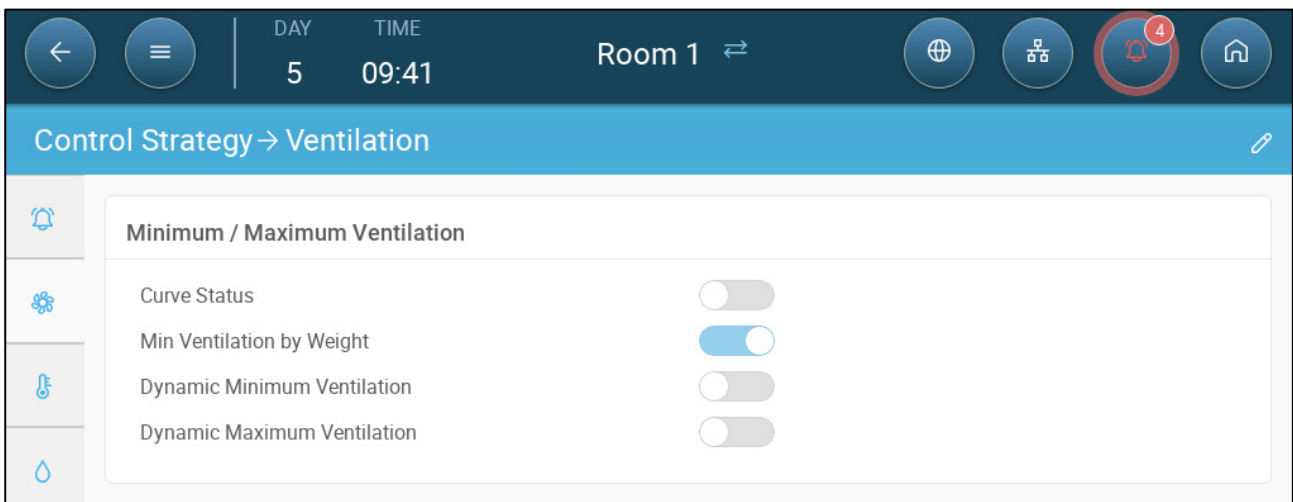 DAY TIME
5 09:41
Room 1
4
Control Strategy → Ventilation
Minimum / Maximum Ventilation
Curve Status
Min Ventilation by Weight
Dynamic Minimum Ventilation
Dynamic Maximum Ventilation